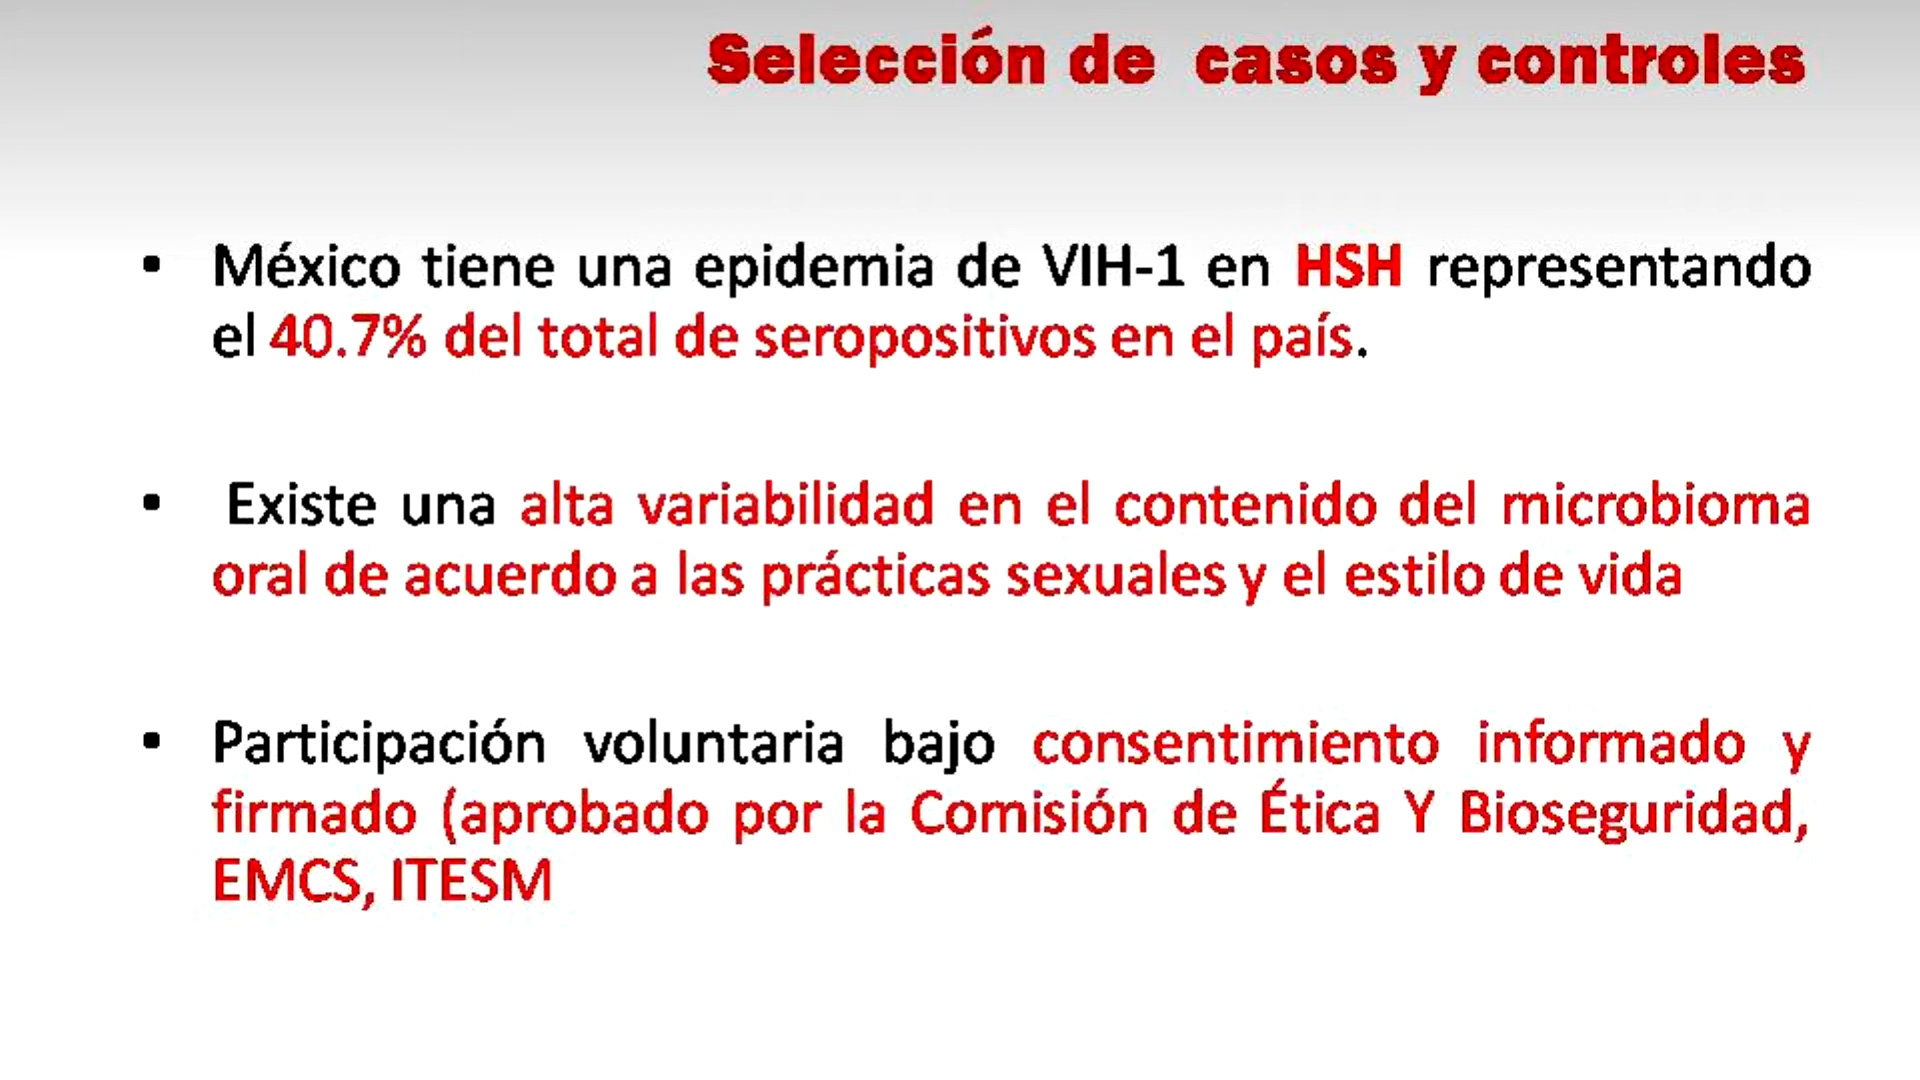 Selección de casos y controles
• México tiene una epidemia de VIH-1 en HSH representando
el 40.7% del total de seropositivos en el país.
• Existe una alta variabilidad en el contenido del microbioma
oral de acuerdo a las prácticas sexuales y el estilo de vida
• Participación voluntaria bajo consentimiento informado y
firmado (aprobado por la Comisión de Ética Y Bioseguridad,
EMCS, ITESM